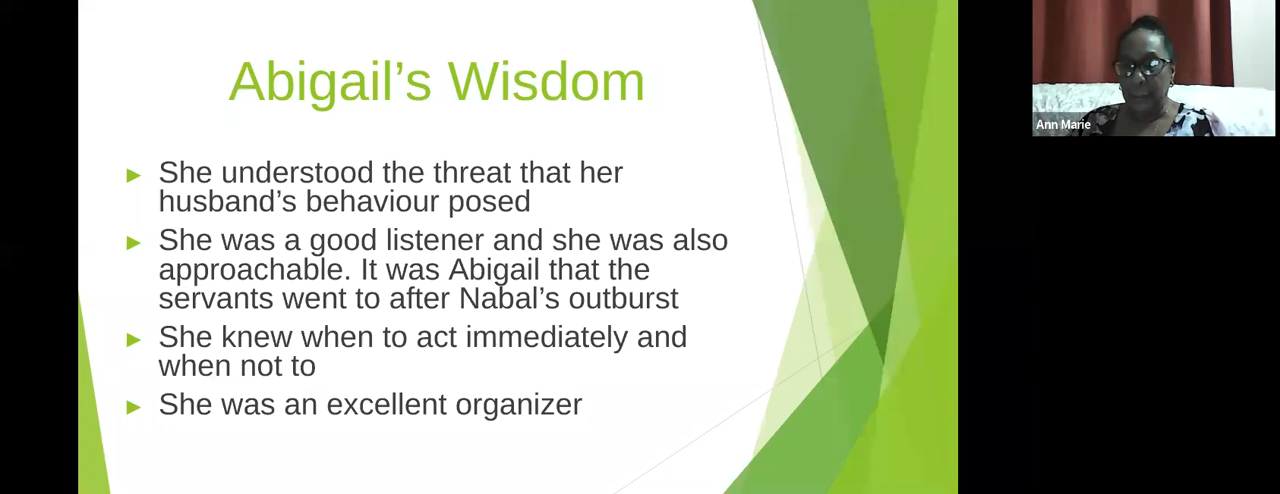 Abigail’s Wisdom
She understood the threat that her
husband’s behaviour posed
She was a good listener and she was also
approachable. It was Abigail that the
servants went to after Nabal’s outburst
She knew when to act immediately and
when not to
She was an excellent organizer
Ann Marie